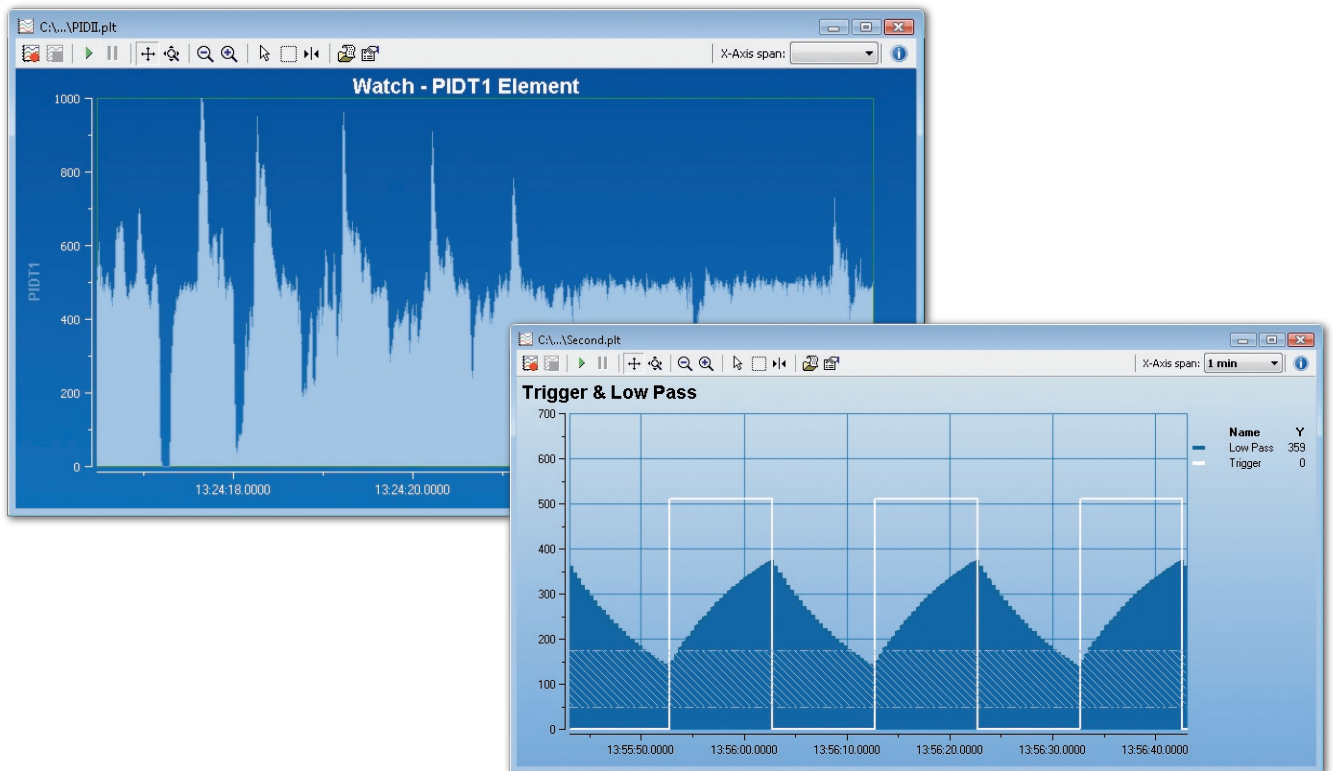 C:\...\PIDII.plt
X-Axis span:
Watch - PIDT1 Element
1000
800
600
400
200
0
PIDT1
13:24:18.0000
13:24:20.0000
C:\...\Second.plt
X-Axis span: 1 min
Trigger & Low Pass
700
600
500
400
300
200
100
0
Name Y
Low Pass 359
Trigger 0
13:55:50.0000
13:56:00.0000
13:56:10.0000
13:56:20.0000
13:56:30.0000
13:56:40.0000